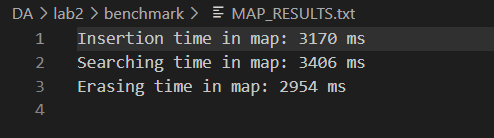 DA > lab2 > benchmark > MAP_RESULTS.txt
1 Insertion time in map: 3170 ms
2 Searching time in map: 3406 ms
3 Erasing time in map: 2954 ms
4